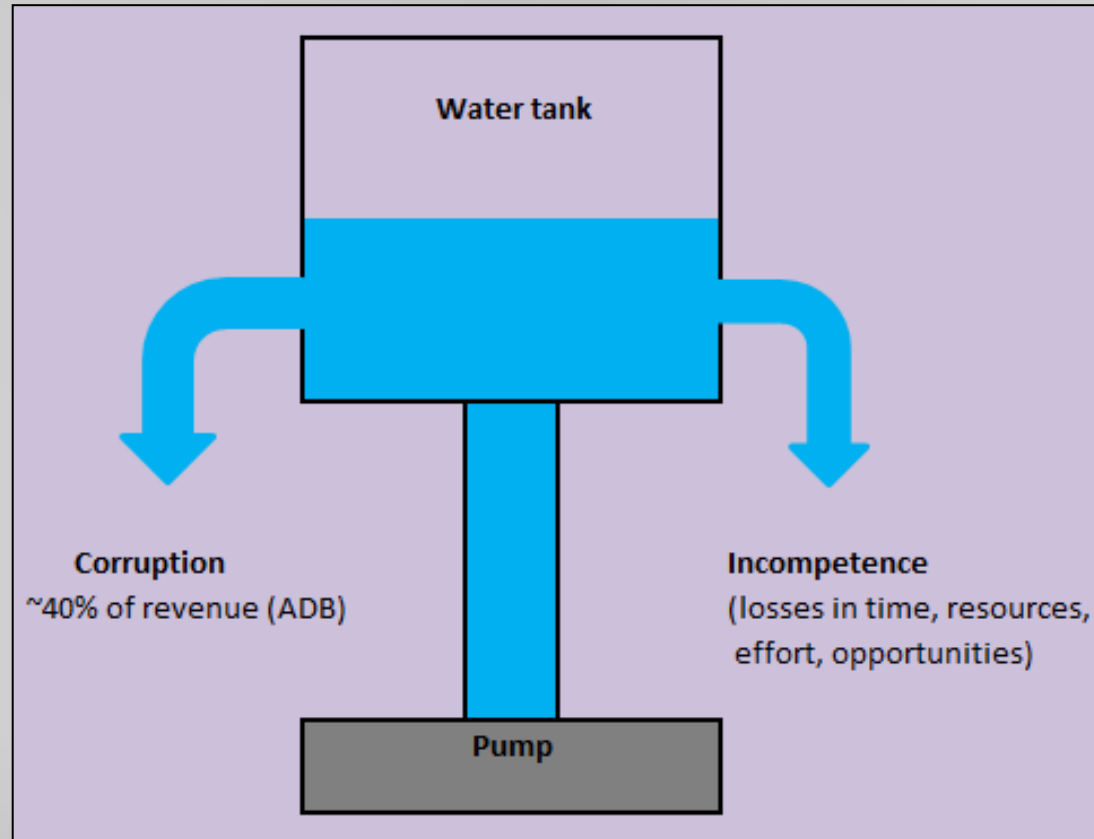 Water tank
Corruption
~40% of revenue (ADB)
Incompetence
(losses in time, resources,
effort, opportunities)
Pump